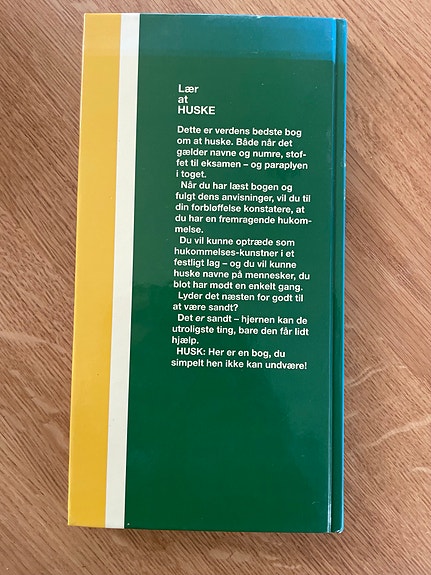 Lær
at
HUSKE
Dette er verdens bedste bog
om at huske. Både når det
gælder navne og numre, stof-
fet til eksamen – og paraplyen
i toget.
Når du har læst bogen og
fulgt dens anvisninger, vil du til
din forbløffelse konstatere, at
du har en fremragende hukom-
melse.
Du vil kunne optræde som
hukommelses-kunstner i et
festligt lag – og du vil kunne
huske navne på mennesker, du
blot har mødt en enkelt gang.
Lyder det næsten for godt til
at være sandt?
Det er sandt – hjernen kan de
utroligste ting, bare den får lidt
hjælp.
HUSK: Her er en bog, du
simpelt hen ikke kan undvære!